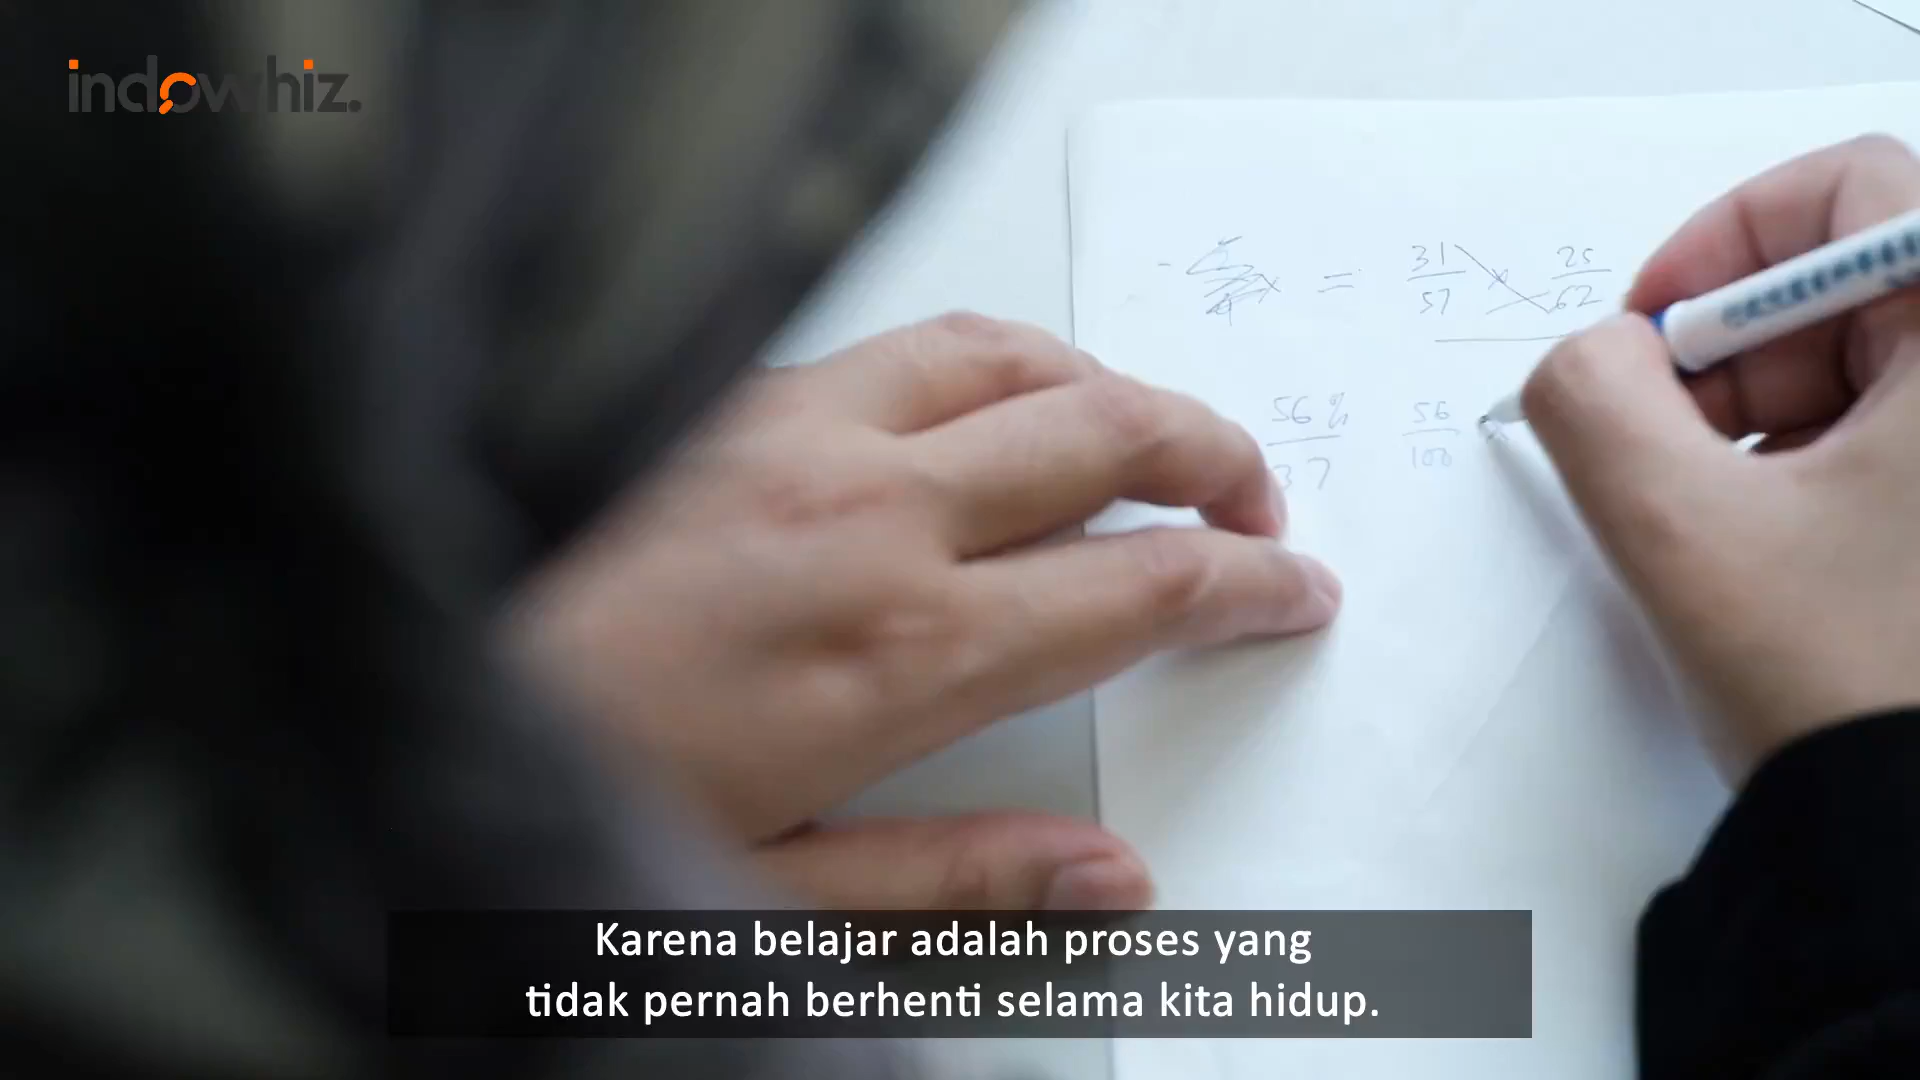 indowhiz.
= 31 x 25
57 62
56 % 56
37 100
Karena belajar adalah proses yang
tidak pernah berhenti selama kita hidup.